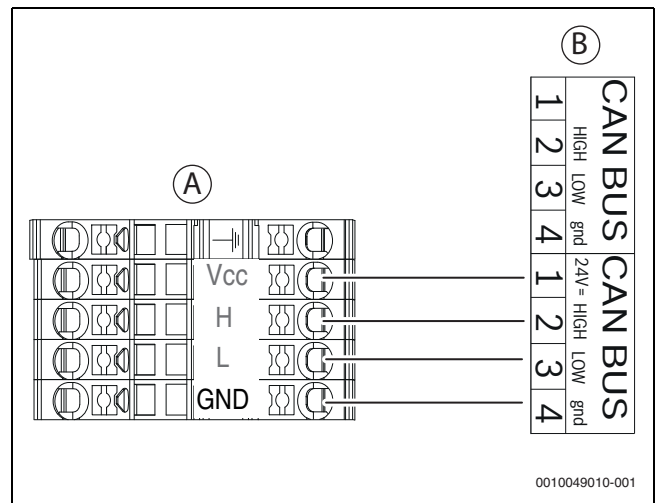 A
Vcc
H
L
GND
B
CAN BUS
1
2 HIGH
3 LOW
4 gnd
CAN BUS
1 24V=
2 HIGH
3 LOW
4 gnd
0010049010-001